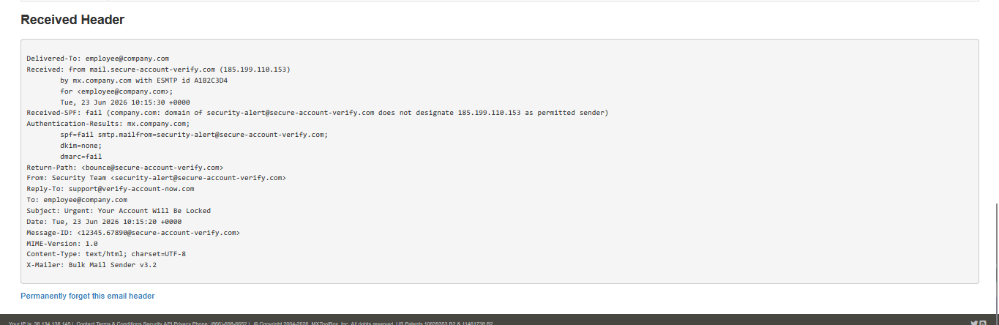 Received Header
Delivered-To: employee@company.com
Received: from mail.secure-account-verify.com (185.199.110.153)
by mx.company.com with ESMTP id A1B2C3D4
for <employee@company.com>;
Tue, 23 Jun 2026 10:15:30 +0000
Received-SPF: fail (company.com: domain of security-alert@secure-account-verify.com does not designate 185.199.110.153 as permitted sender)
Authentication-Results: mx.company.com;
spf=fail smtp.mailfrom=security-alert@secure-account-verify.com;
dkim=none;
dmarc=fail
Return-Path: <bounce@secure-account-verify.com>
From: Security Team <security-alert@secure-account-verify.com>
Reply-To: support@verify-account-now.com
To: employee@company.com
Subject: Urgent: Your Account Will Be Locked
Date: Tue, 23 Jun 2026 10:15:20 +0000
Message-ID: <12345.67890@secure-account-verify.com>
MIME-Version: 1.0
Content-Type: text/html; charset=UTF-8
X-Mailer: Bulk Mail Sender v3.2
Permanently forget this email header
Your IP is: 38.134.138.145 | Contact Terms & Conditions Security API Privacy Phone: (866)-698-6652 | © Copyright 2004-2026, MXToolBox, Inc. All rights reserved. US Patents 10839353 B2 & 11461738 B2